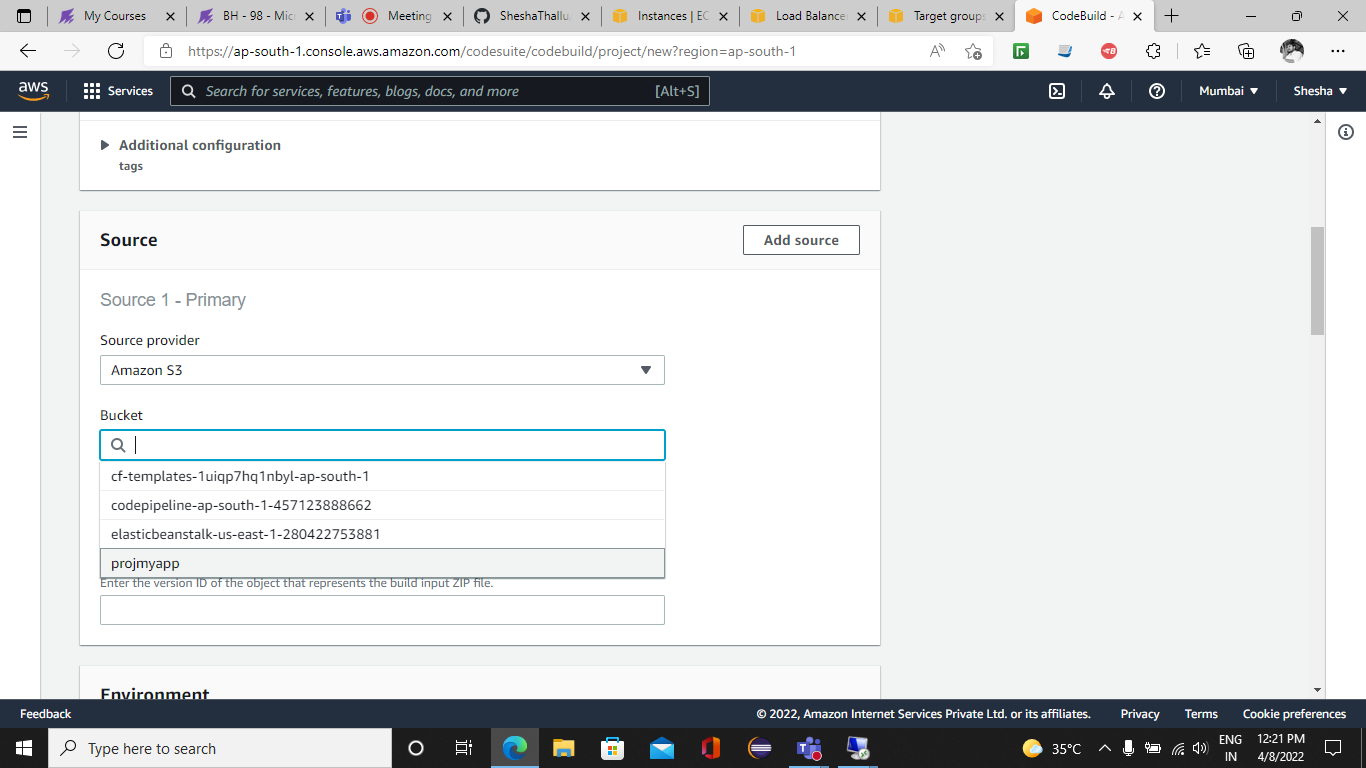 My Courses
BH - 98 - Mic
Meeting
SheshaThallu
Instances | EC
Load Balance
Target groups
CodeBuild - A
https://ap-south-1.console.aws.amazon.com/codesuite/codebuild/project/new?region=ap-south-1
aws
Services
Search for services, features, blogs, docs, and more
[Alt+S]
Mumbai
Shesha
Additional configuration
tags
Source
Add source
Source 1 - Primary
Source provider
Amazon S3
Bucket
cf-templates-1uiqp7hq1nbyl-ap-south-1
codepipeline-ap-south-1-457123888662
elasticbeanstalk-us-east-1-280422753881
projmyapp
Enter the version ID of the object that represents the build input ZIP file.
Environment
Feedback
© 2022, Amazon Internet Services Private Ltd. or its affiliates.
Privacy
Terms
Cookie preferences
Type here to search
35°C
ENG
IN
12:21 PM
4/8/2022